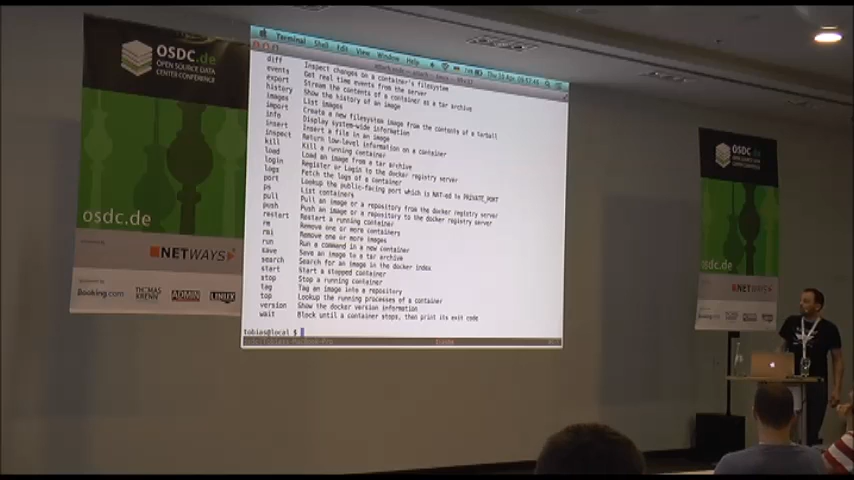 OSDC.de
OPEN SOURCE DATA
CENTER CONFERENCE
osdc.de
NETWAYS
Booking.com
THOMAS
KRENN
ADMIN
LINUX
Terminal Shell Edit View Window Help
diff Inspect changes on a container's filesystem
events Get real time events from the server
export Stream the contents of a container as a tar archive
history Show the history of an image
images List images
import Create a new filesystem image from the contents of a tarball
info Display system-wide information
insert Insert a file in an image
inspect Return low-level information on a container
kill Kill a running container
load Load an image from a tar archive
login Register or Login to the docker registry server
logs Fetch the logs of a container
port Lookup the public-facing port which is NAT-ed to PRIVATE_PORT
ps List containers
pull Pull an image or a repository from the docker registry server
push Push an image or a repository to the docker registry server
restart Restart a running container
rm Remove one or more containers
rmi Remove one or more images
run Run a command in a new container
save Save an image to a tar archive
search Search for an image in the docker index
start Start a stopped container
stop Stop a running container
tag Tag an image into a repository
top Lookup the running processes of a container
version Show the docker version information
wait Block until a container stops, then print its exit code
tobias@local $
OSDC.de
osdc.de
NETWAYS